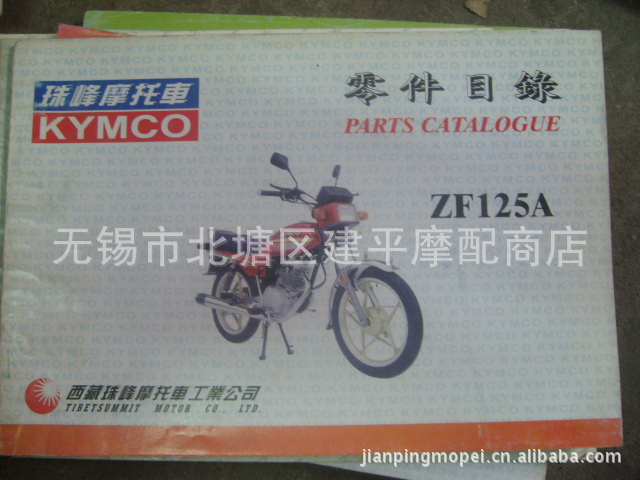 珠峰摩托車
KYMCO
零件目錄
PARTS CATALOGUE
ZF125A
无锡市北塘区建平摩配商店
西藏珠峰摩托車工業公司
TIBETSUMMIT MOTOR CO., LTD.
jianpingmopei.cn.alibaba.com